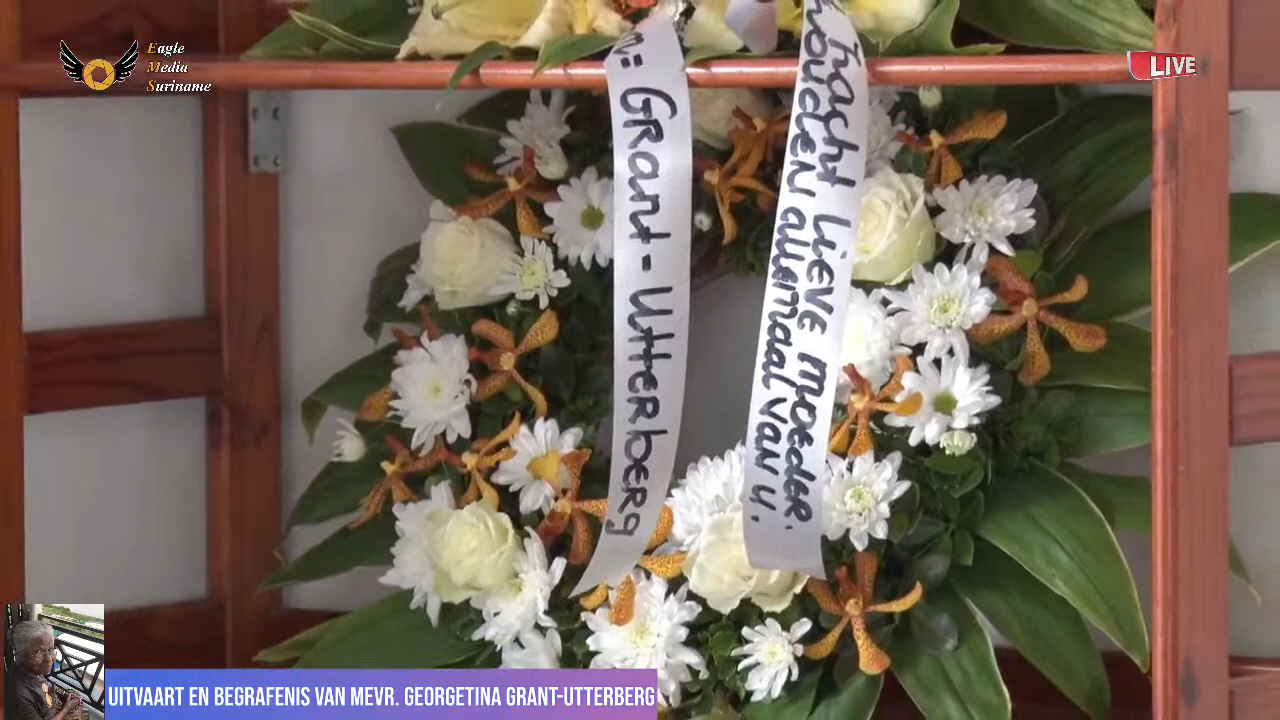 Eagle
Media
Suriname
LIVE
n: Grant-Utterberg
zacht lieve moeder.
houden allemaal van u.
UITVAART EN BEGRAFENIS VAN MEVR. GEORGETINA GRANT-UTTERBERG